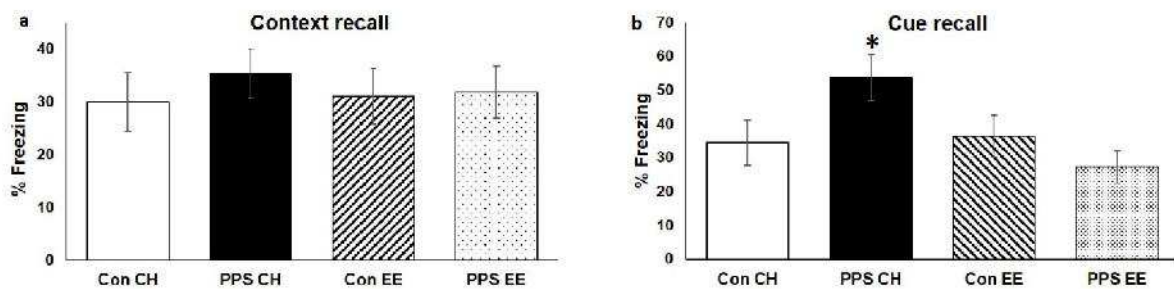 a
Context recall
40
30
20
10
0
% Freezing
Con CH PPS CH Con EE PPS EE
b
Cue recall
70
60
50
40
30
20
10
0
% Freezing
*
Con CH PPS CH Con EE PPS EE